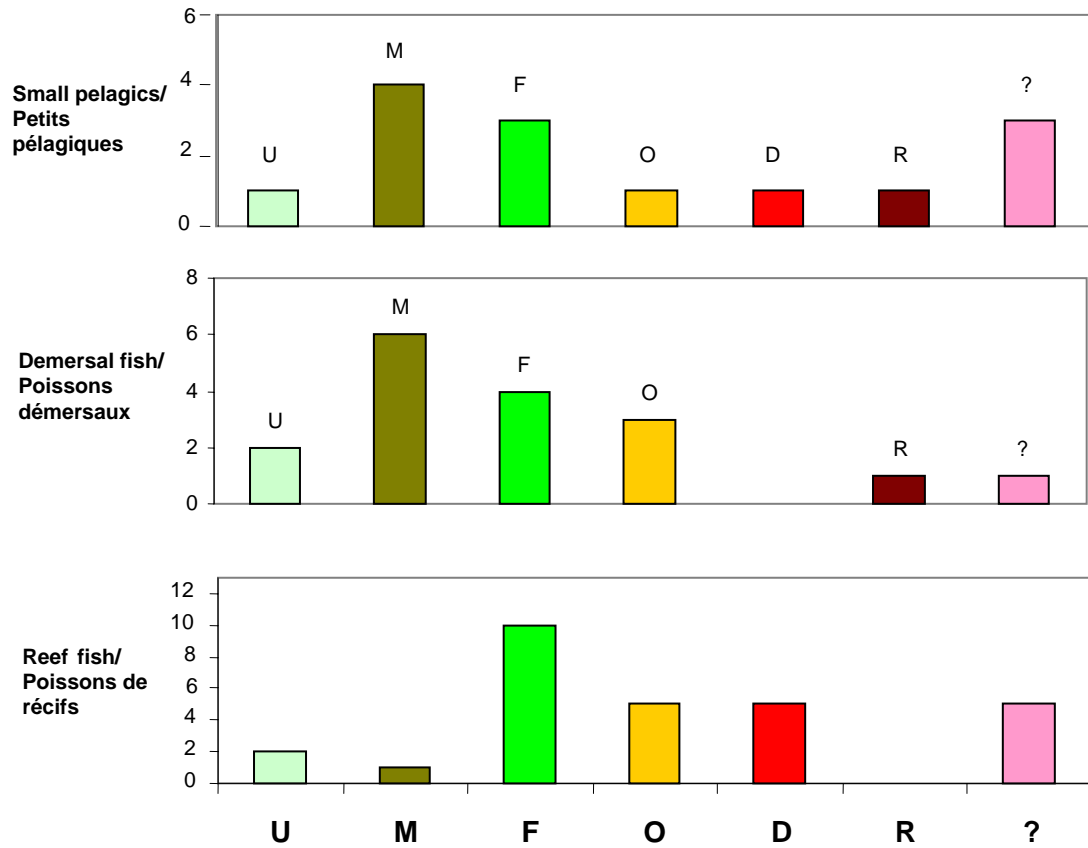 6
4
2
0
Small pelagics/
Petits
pélagiques
U
M
F
O
D
R
?
8
6
4
2
0
Demersal fish/
Poissons
démersaux
U
M
F
O
R
?
12
10
8
6
4
2
0
Reef fish/
Poissons de
récifs
U M F O D R ?